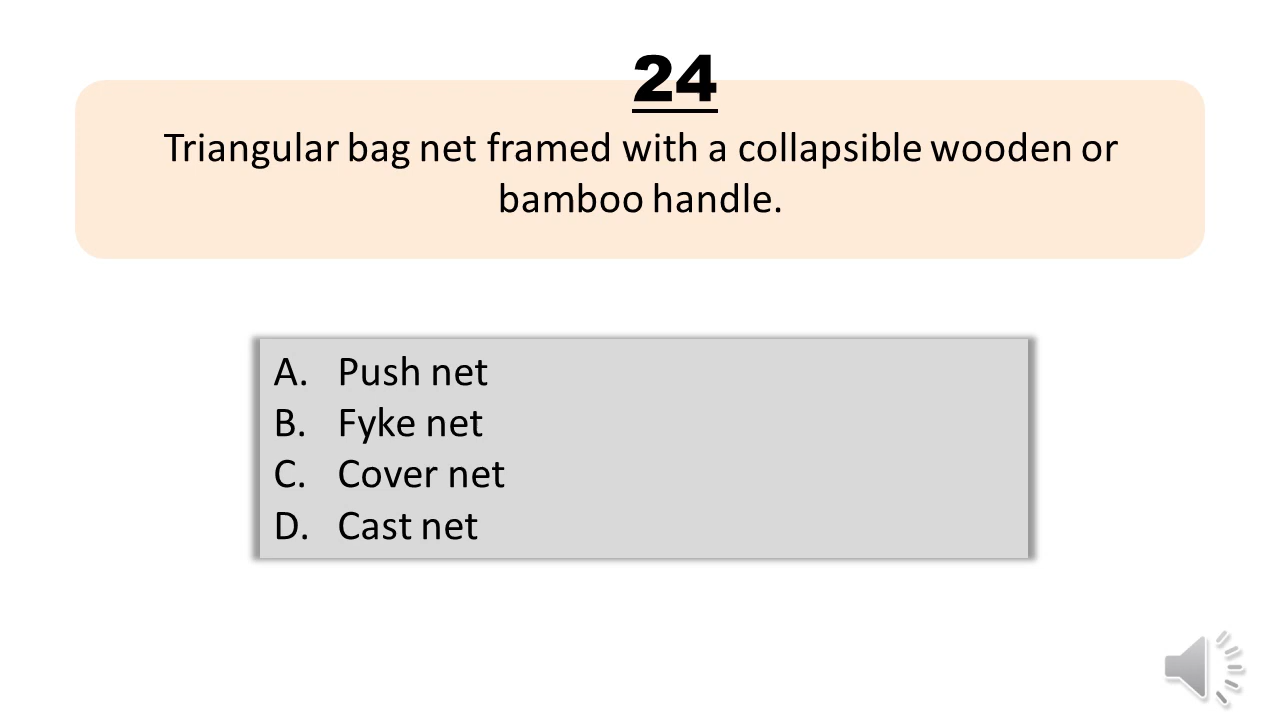 24
Triangular bag net framed with a collapsible wooden or
bamboo handle.
A. Push net
B. Fyke net
C. Cover net
D. Cast net